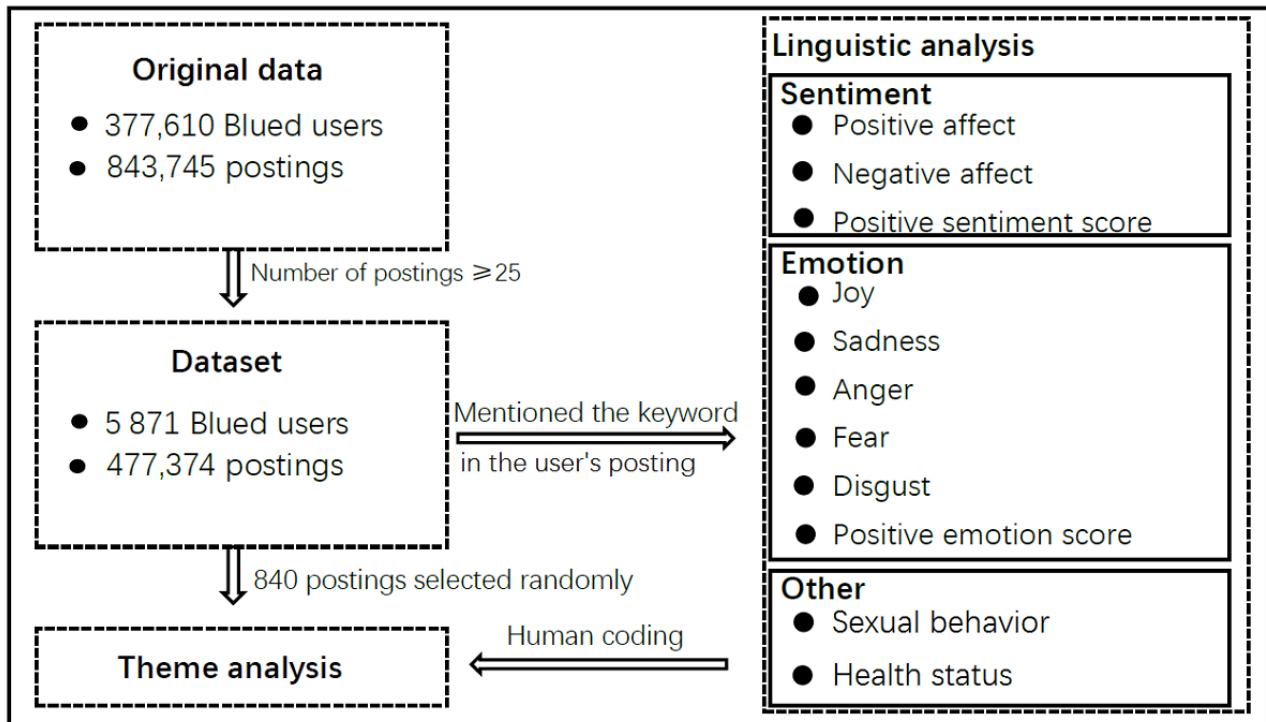 Original data
● 377,610 Blued users
● 843,745 postings
Number of postings ≥25
Dataset
● 5 871 Blued users
● 477,374 postings
Mentioned the keyword
in the user's posting
840 postings selected randomly
Theme analysis
Human coding
Linguistic analysis
Sentiment
● Positive affect
● Negative affect
● Positive sentiment score
Emotion
● Joy
● Sadness
● Anger
● Fear
● Disgust
● Positive emotion score
Other
● Sexual behavior
● Health status